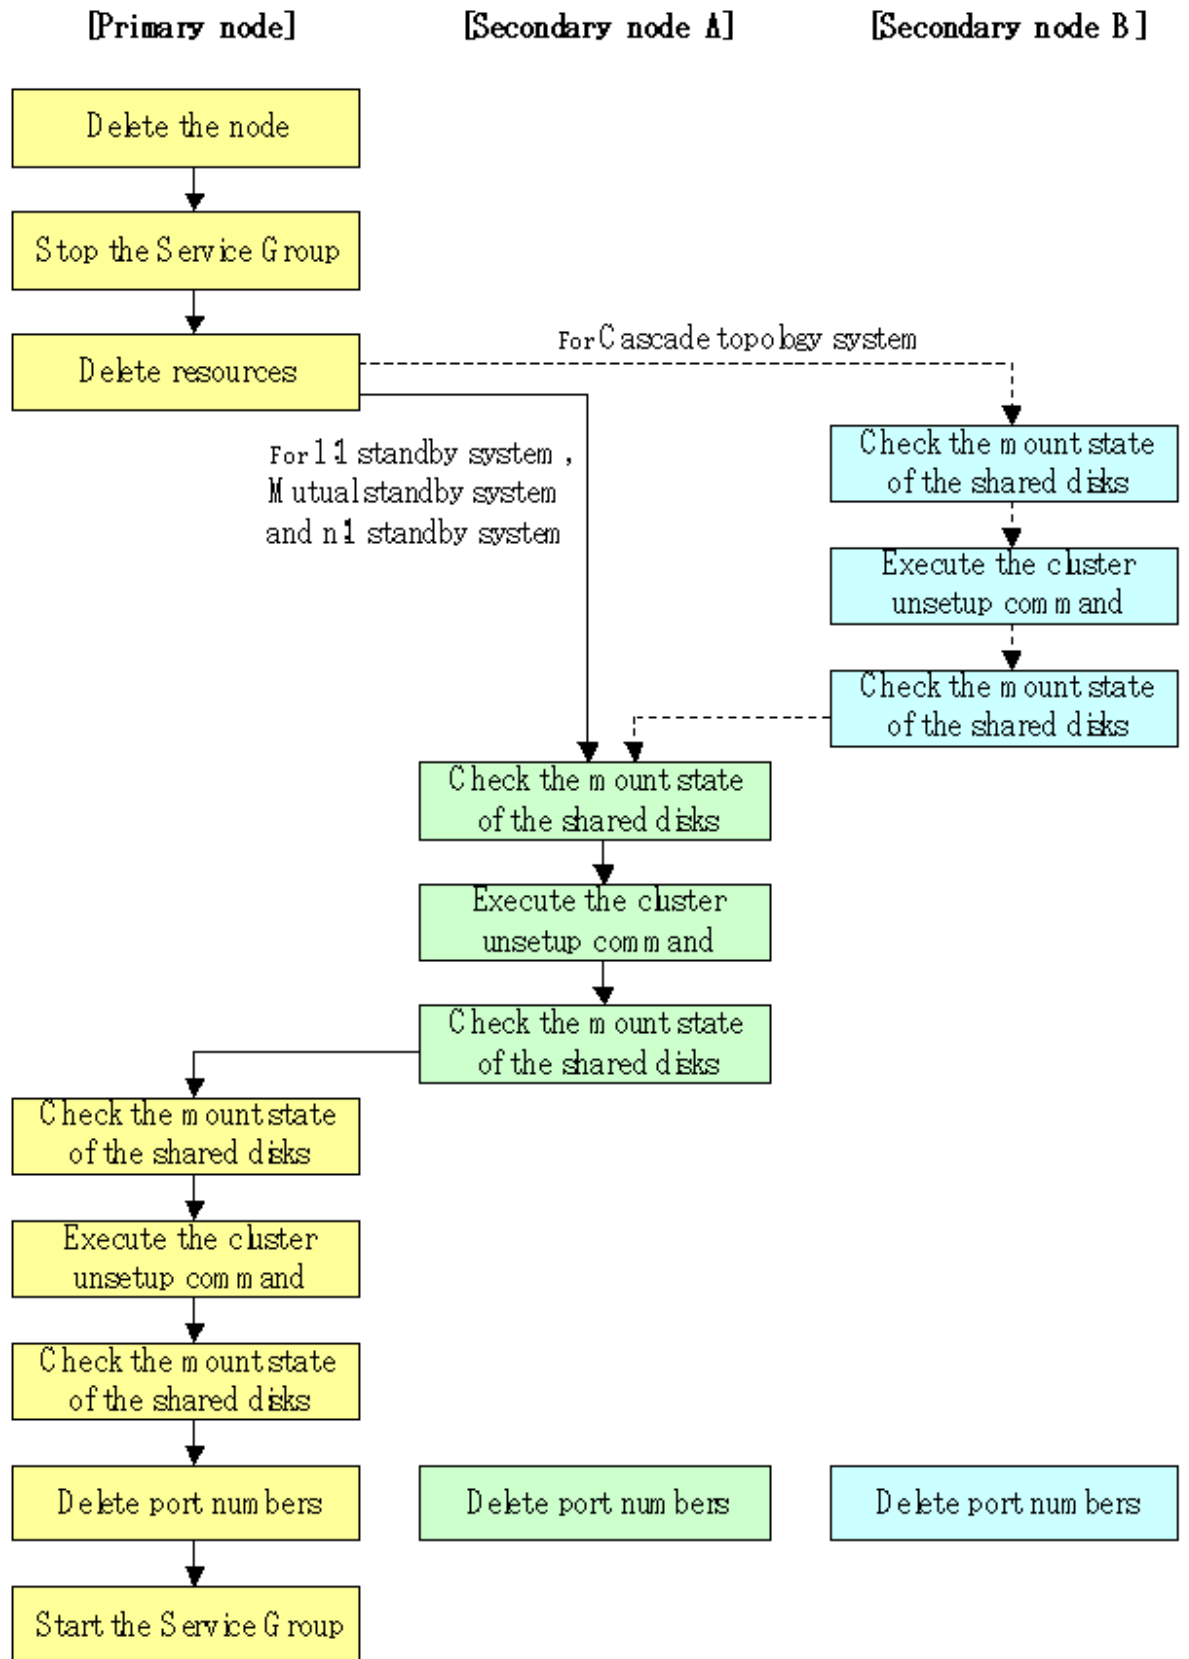 [Primary node]
[Secondary node A]
[Secondary node B]
Delete the node
Stop the Service Group
Delete resources
For Cascade topology system
For 1:1 standby system ,
Mutual standby system
and n:1 standby system
Check the mount state
of the shared disks
Execute the cluster
unsetup command
Check the mount state
of the shared disks
Check the mount state
of the shared disks
Execute the cluster
unsetup command
Check the mount state
of the shared disks
Check the mount state
of the shared disks
Execute the cluster
unsetup command
Check the mount state
of the shared disks
Delete port numbers
Delete port numbers
Delete port numbers
Start the Service Group